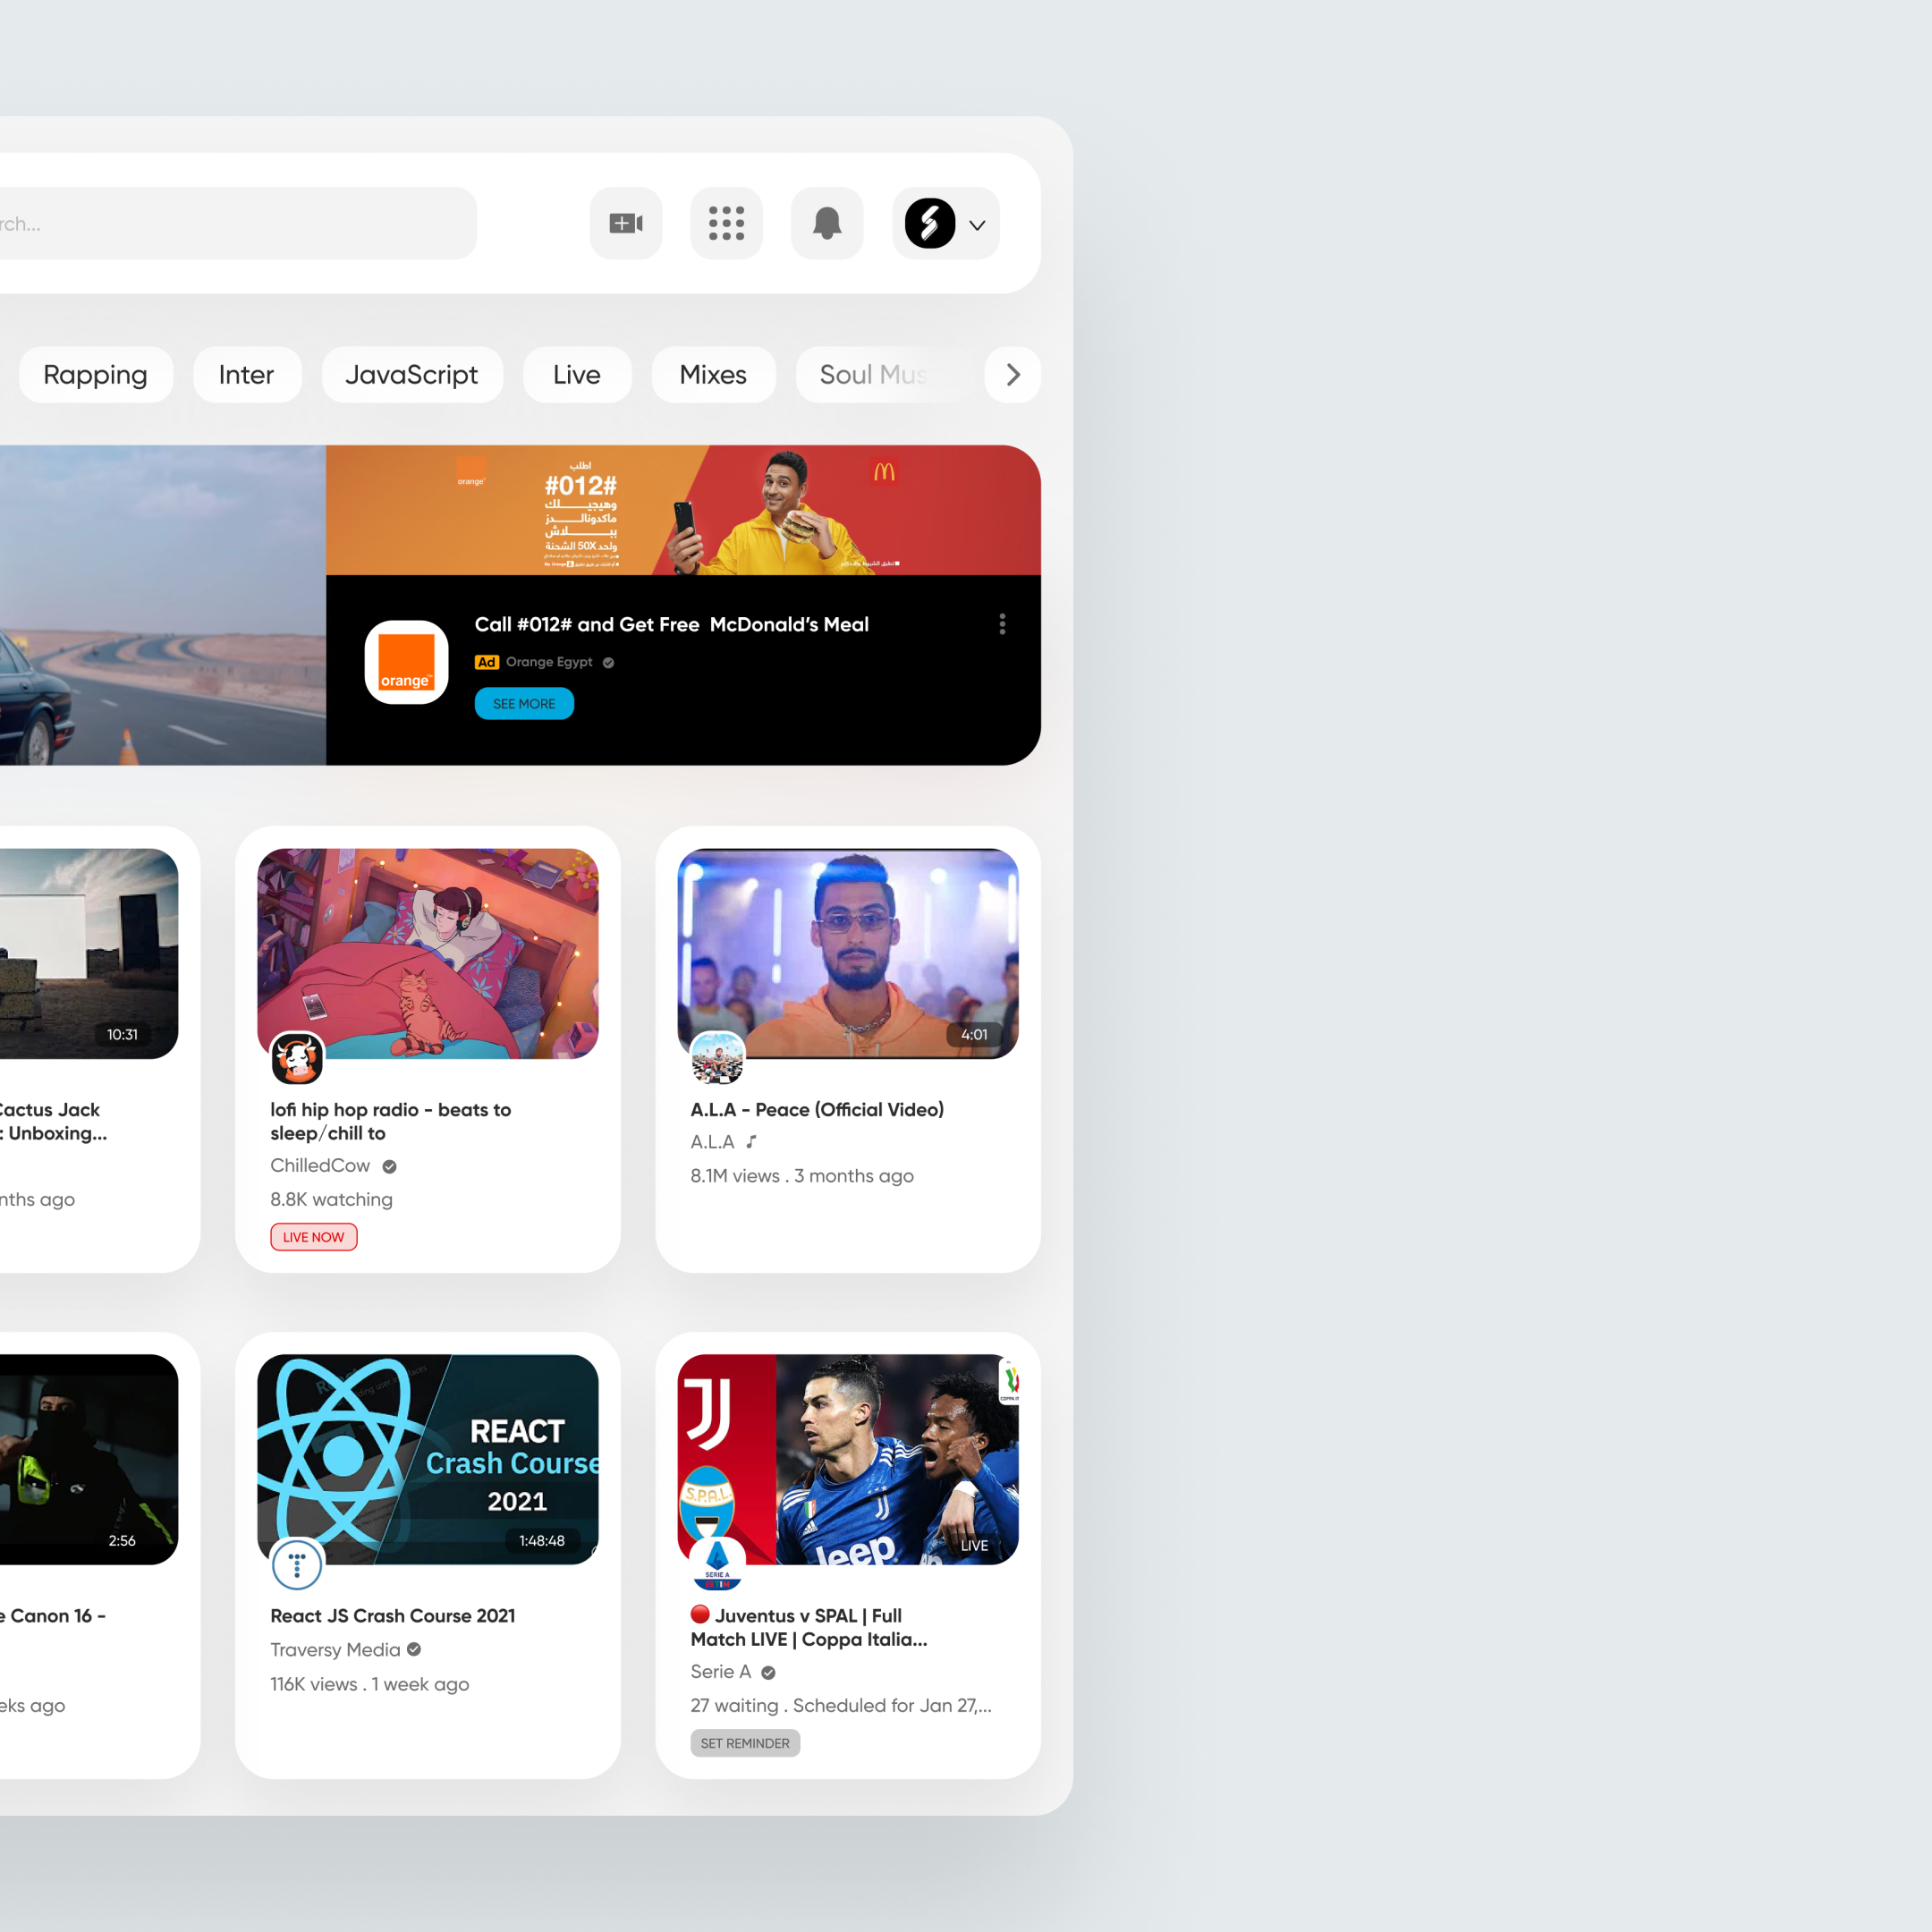 rch...
Rapping
Inter
JavaScript
Live
Mixes
Soul Mus
orange
اطلب
#012#
وهيجيلك
ماكدونالدز
ببلاش
ولحد 50X الشحنة
Call #012# and Get Free McDonald's Meal
Ad Orange Egypt
orange
SEE MORE
10:31
Cactus Jack
: Unboxing...
nths ago
lofi hip hop radio - beats to
sleep/chill to
ChilledCow
8.8K watching
LIVE NOW
4:01
A.L.A - Peace (Official Video)
A.L.A
8.1M views . 3 months ago
2:56
e Canon 16 -
eks ago
REACT
Crash Course
2021
1:48:48
React JS Crash Course 2021
Traversy Media
116K views . 1 week ago
S.P.A.L.
Jeep
LIVE
SERIE A
Juventus v SPAL | Full
Match LIVE | Coppa Italia...
Serie A
27 waiting . Scheduled for Jan 27,...
SET REMINDER